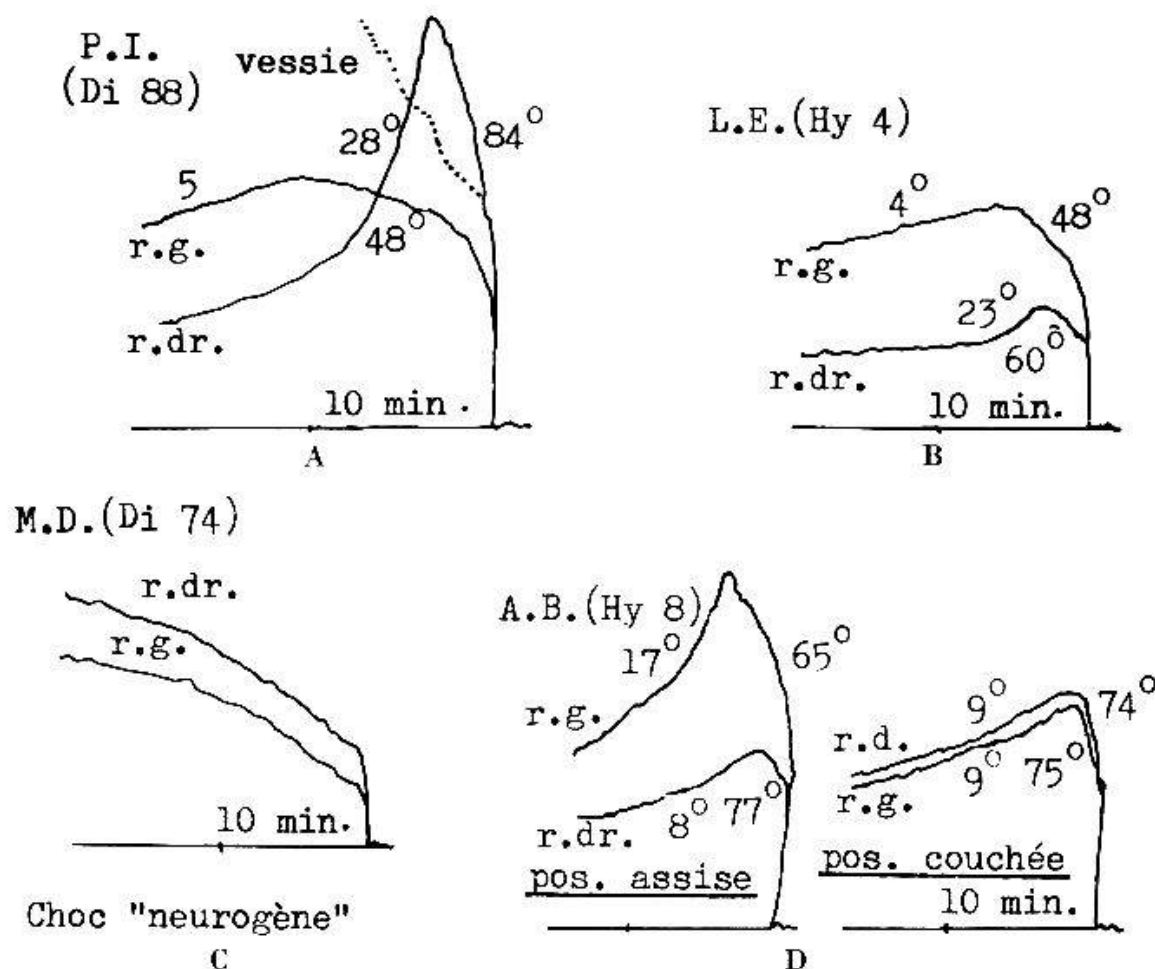 P.I.
(Di 88)
vessie
28°
84°
5
48°
r.g.
r.dr.
10 min.
A
L.E.(Hy 4)
4°
48°
r.g.
23°
60°
r.dr.
10 min.
B
M.D.(Di 74)
r.dr.
r.g.
10 min.
Choc "neurogène"
C
A.B.(Hy 8)
17°
65°
r.g.
8° 77°
r.dr.
pos. assise
9°
74°
r.d.
9° 75°
r.g.
pos. couchée
10 min.
D